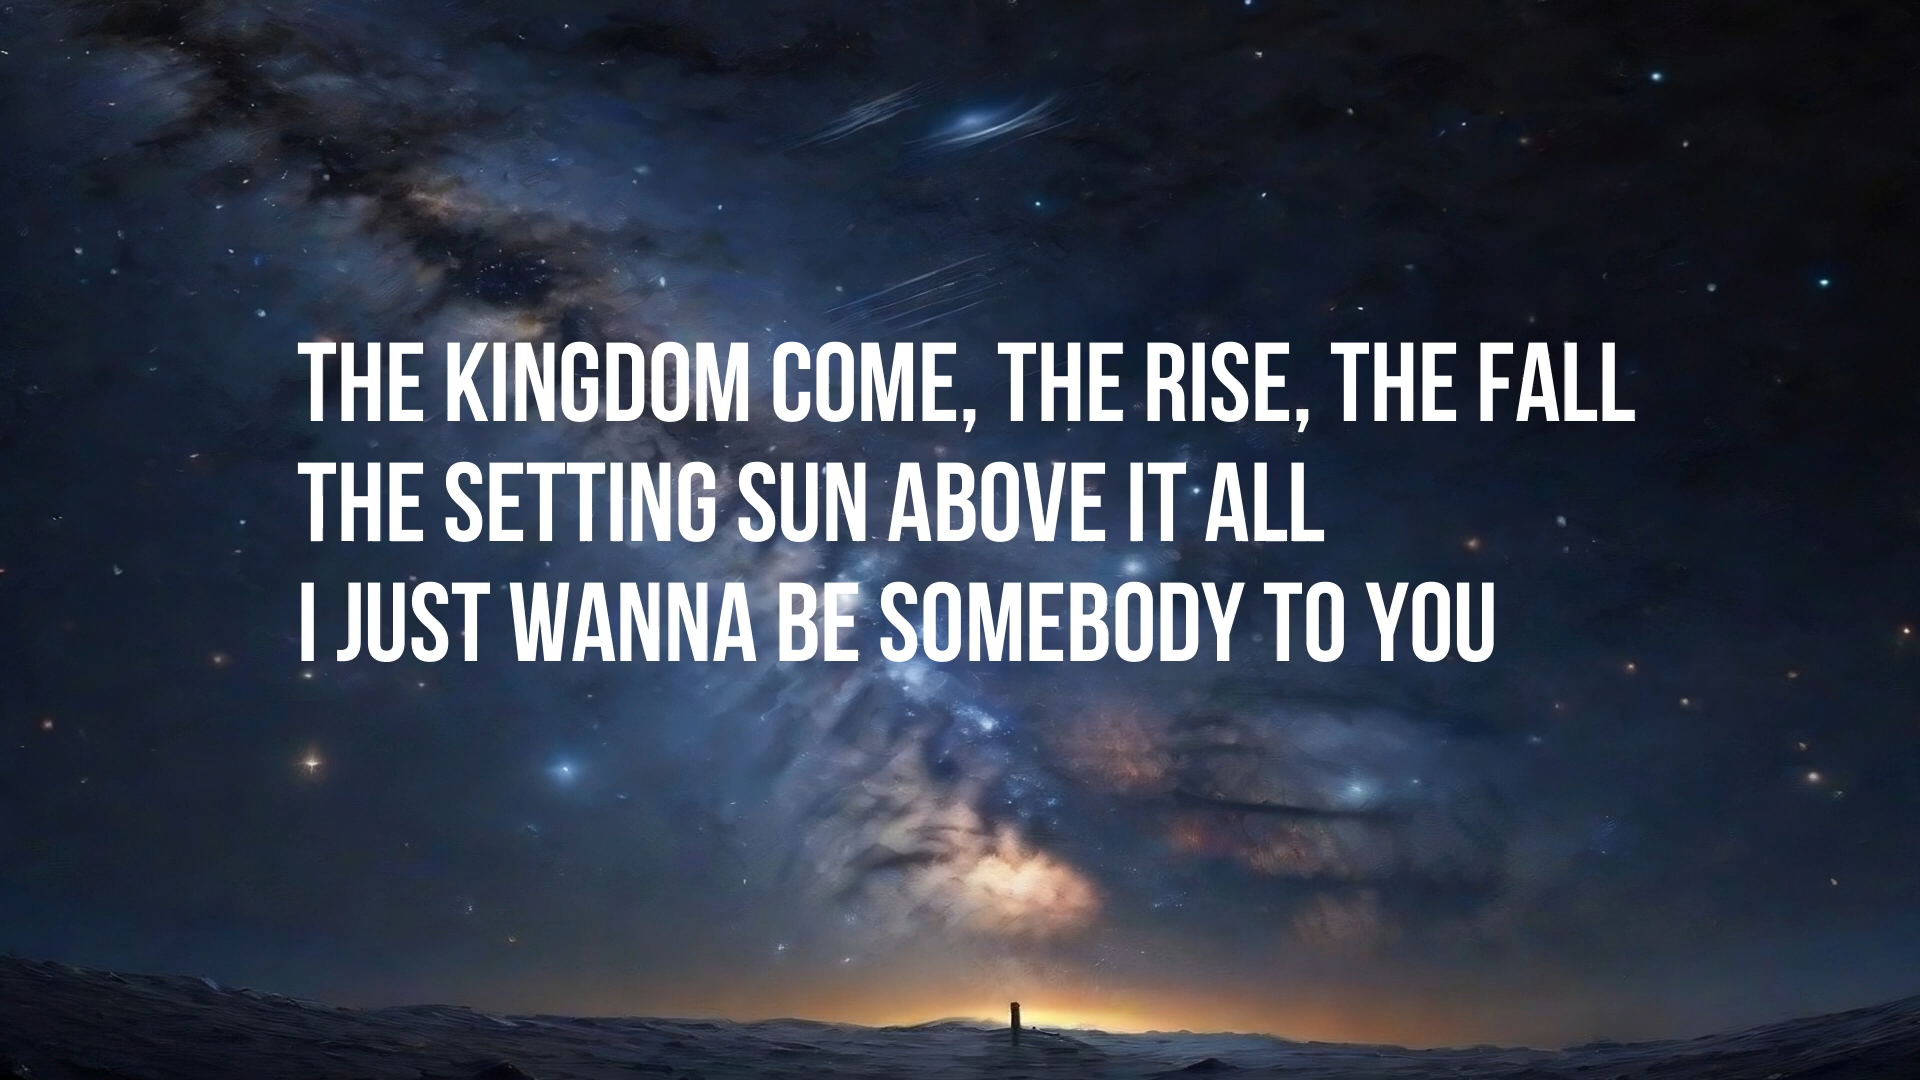 THE KINGDOM COME, THE RISE, THE FALL
THE SETTING SUN ABOVE IT ALL
I JUST WANNA BE SOMEBODY TO YOU